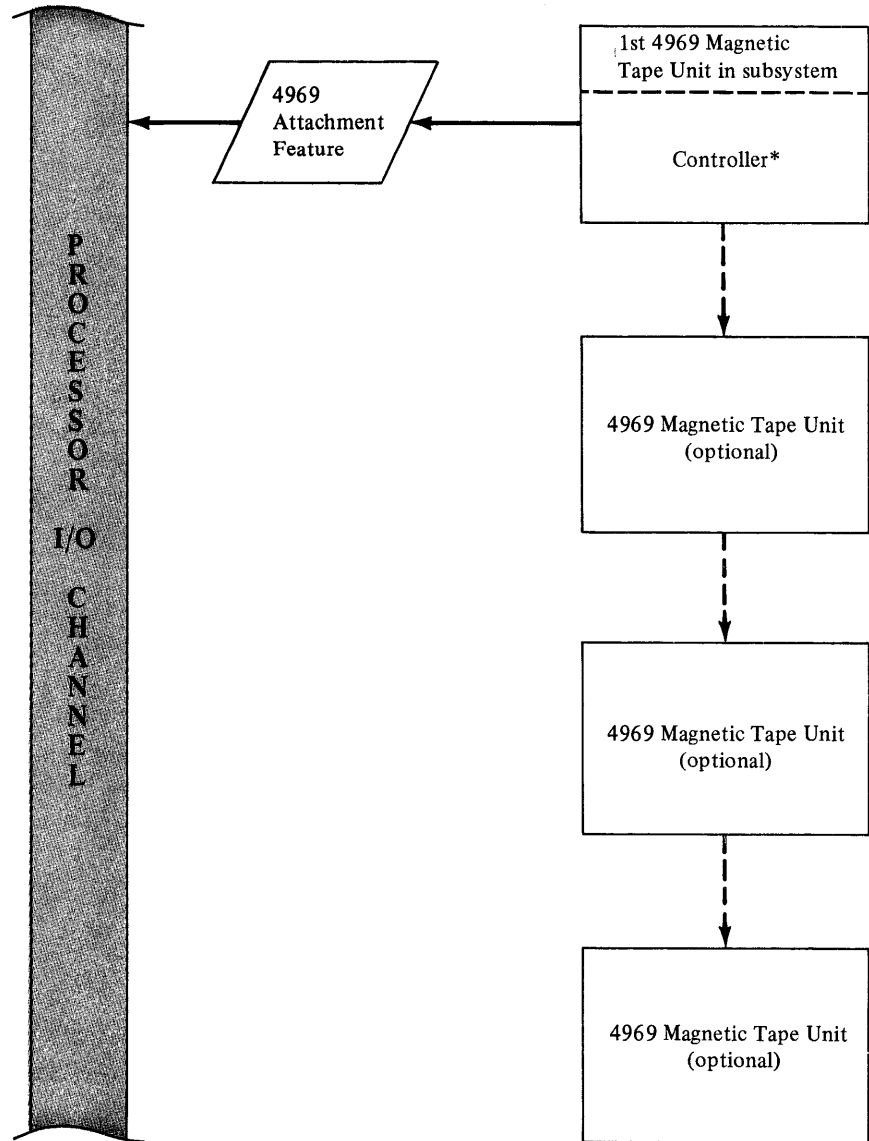 1st 4969 Magnetic
Tape Unit in subsystem
Controller*
4969
Attachment
Feature
PROCESSOR
I/O
CHANNEL
4969 Magnetic Tape Unit
(optional)
4969 Magnetic Tape Unit
(optional)
4969 Magnetic Tape Unit
(optional)